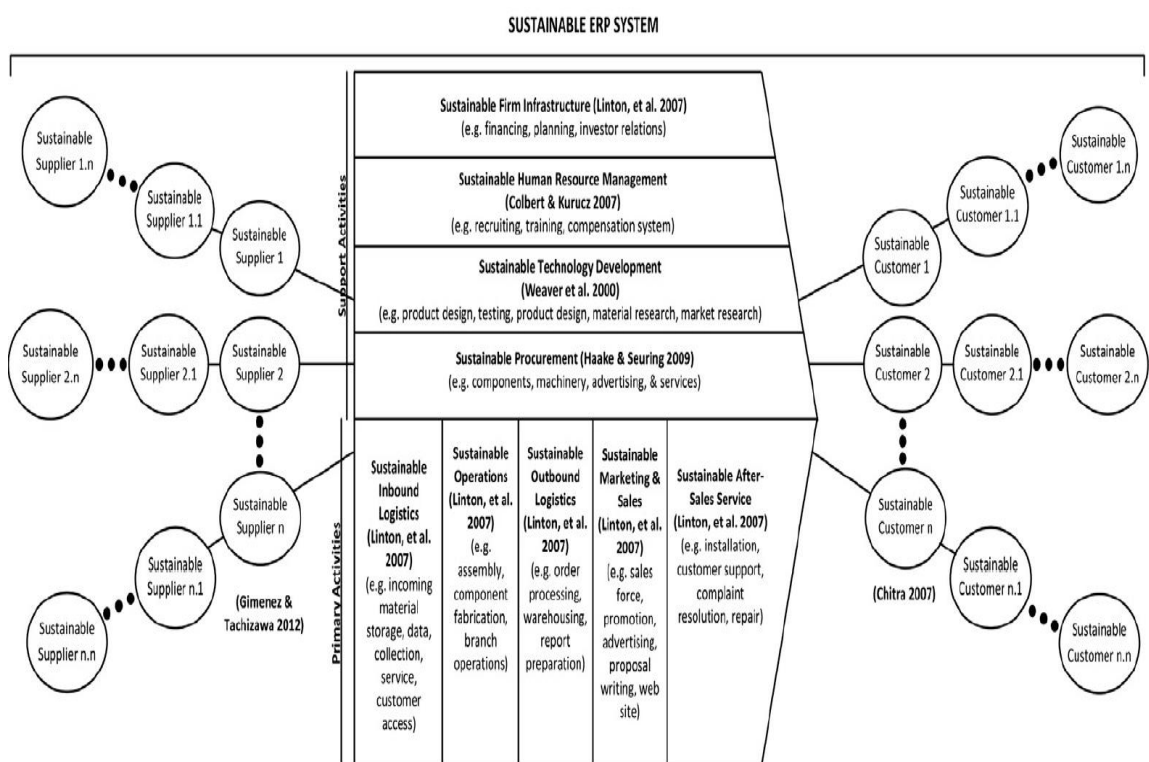 SUSTAINABLE ERP SYSTEM
Sustainable
Supplier 1.n
Sustainable
Supplier 1.1
Sustainable
Supplier 1
Sustainable
Supplier 2.n
Sustainable
Supplier 2.1
Sustainable
Supplier 2
Sustainable
Supplier n
Sustainable
Supplier n.1
Sustainable
Supplier n.n
(Gimenez &
Tachizawa 2012)
Support Activities
Primary Activities
Sustainable Firm Infrastructure (Linton, et al. 2007)
(e.g. financing, planning, investor relations)
Sustainable Human Resource Management
(Colbert & Kurucz 2007)
(e.g. recruiting, training, compensation system)
Sustainable Technology Development
(Weaver et al. 2000)
(e.g. product design, testing, product design, material research, market research)
Sustainable Procurement (Haake & Seuring 2009)
(e.g. components, machinery, advertising, & services)
Sustainable
Inbound
Logistics
(Linton, et al.
2007)
(e.g. incoming
material
storage, data,
collection,
service,
customer
access)
Sustainable
Operations
(Linton, et al.
2007)
(e.g.
assembly,
component
fabrication,
branch
operations)
Sustainable
Outbound
Logistics
(Linton, et al.
2007)
(e.g. order
processing,
warehousing,
report
preparation)
Sustainable
Marketing &
Sales
(Linton, et al.
2007)
(e.g. sales
force,
promotion,
advertising,
proposal
writing, web
site)
Sustainable After-
Sales Service
(Linton, et al. 2007)
(e.g. installation,
customer support,
complaint
resolution, repair)
Sustainable
Customer 1.n
Sustainable
Customer 1.1
Sustainable
Customer 1
Sustainable
Customer 2
Sustainable
Customer 2.1
Sustainable
Customer 2.n
Sustainable
Customer n
(Chitra 2007)
Sustainable
Customer n.1
Sustainable
Customer n.n